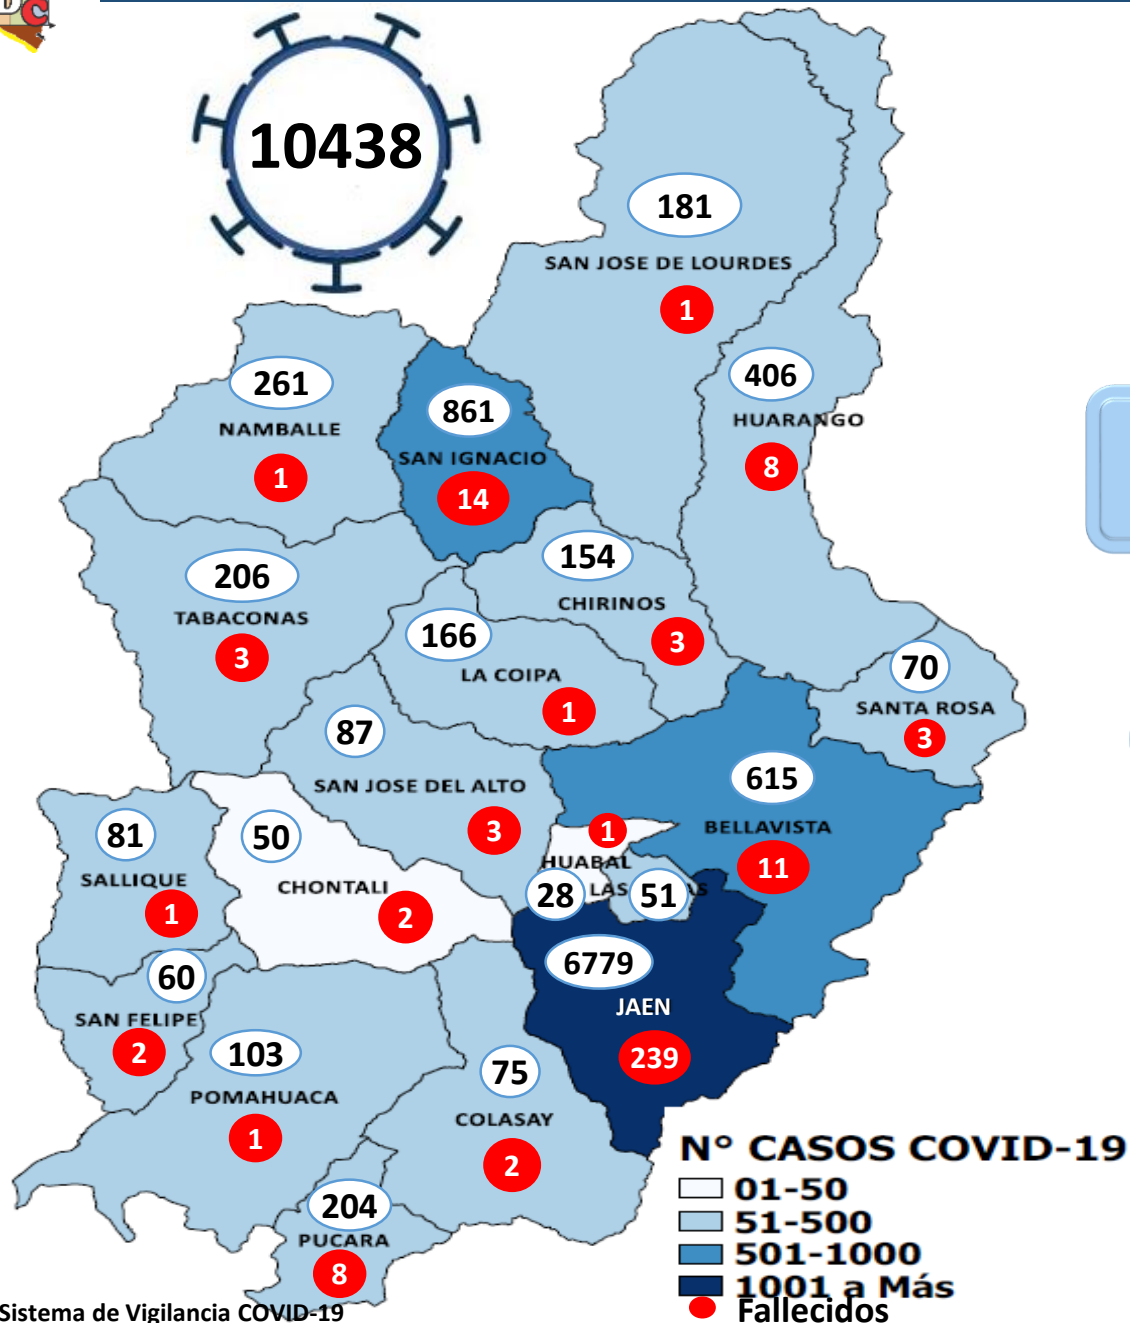 10438
181
SAN JOSE DE LOURDES
1
261
NAMBALLE
1
861
SAN IGNACIO
14
406
HUARANGO
8
206
TABACONAS
3
154
CHIRINOS
3
166
LA COIPA
1
70
SANTA ROSA
3
87
SAN JOSE DEL ALTO
3
615
BELLAVISTA
11
81
SALLIQUE
1
50
CHONTALI
2
1
HUABAL
28
LAS
51
60
SAN FELIPE
2
6779
JAEN
239
103
POMAHUACA
1
75
COLASAY
2
204
PUCARA
8
N° CASOS COVID-19
01-50
51-500
501-1000
1001 a Más
Fallecidos
Sistema de Vigilancia COVID-19